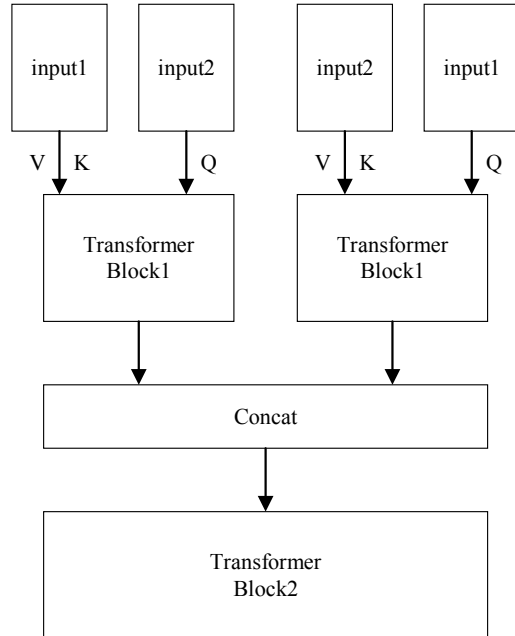 input1 input2 input2 input1
V K Q V K Q
Transformer Transformer
Block1 Block1
Concat
Transformer
Block2